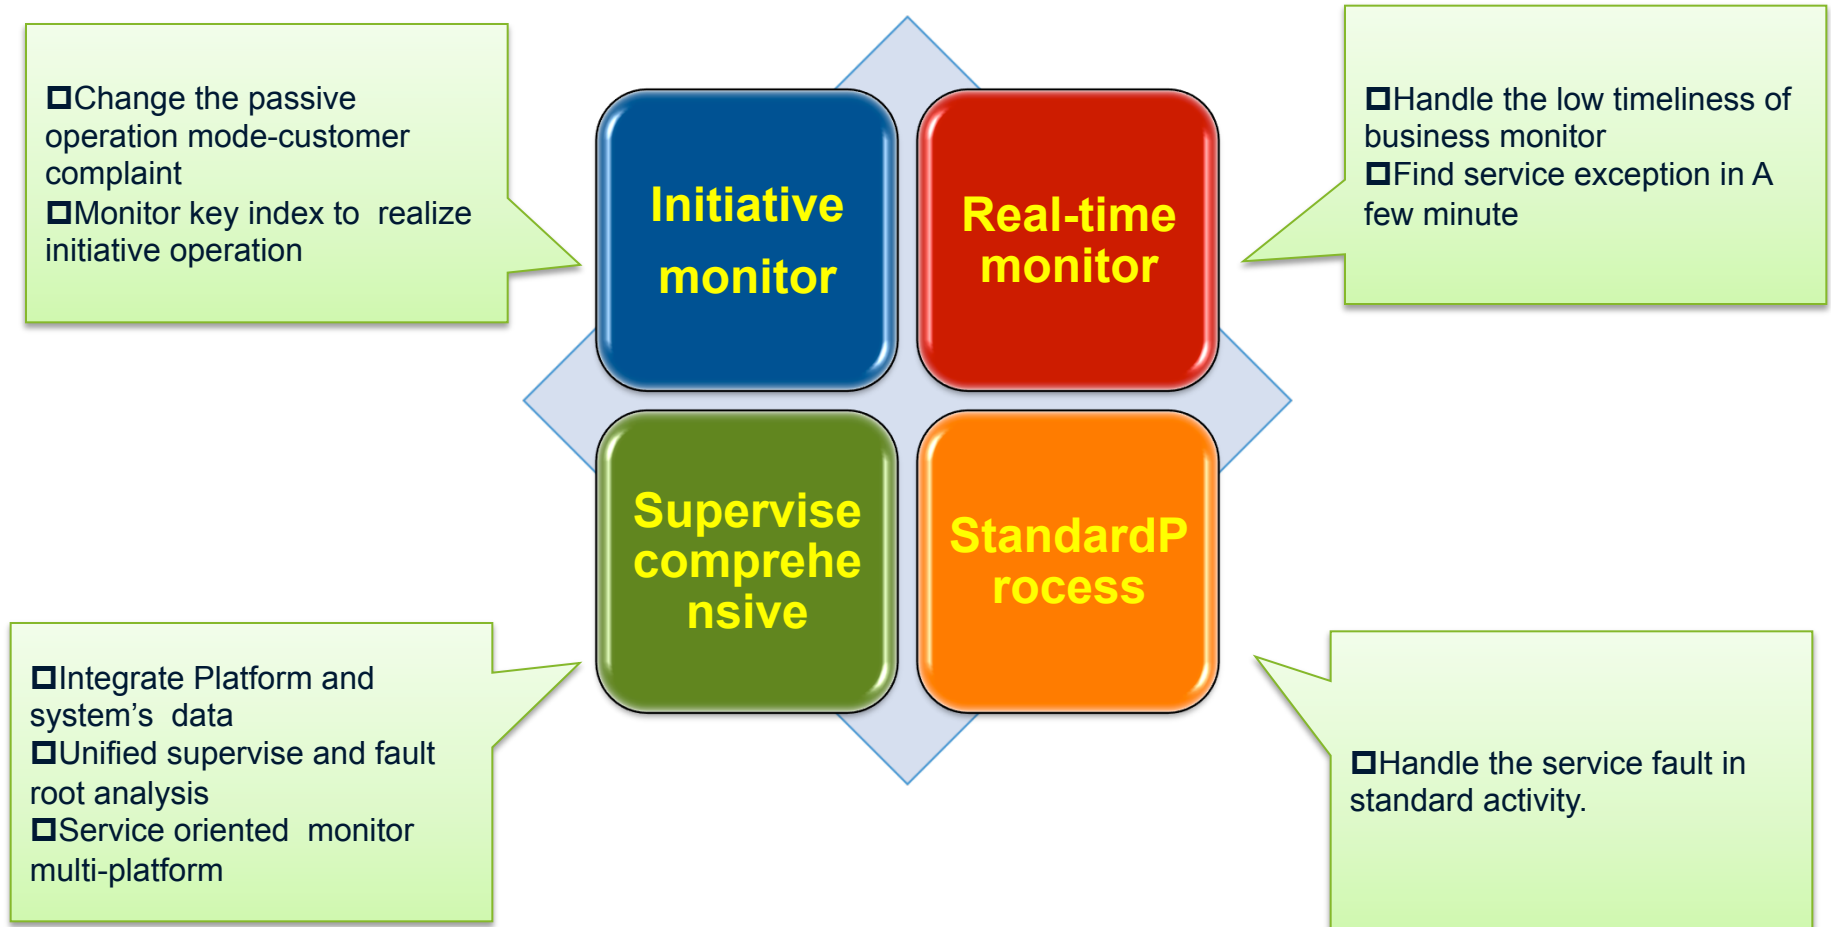 ❑Change the passive
operation mode-customer
complaint
❑Monitor key index to  realize
initiative operation
Initiative
monitor
Real-time
monitor
❑Handle the low timeliness of
business monitor
❑Find service exception in A
few minute
Supervise
comprehe
nsive
StandardP
rocess
❑Integrate Platform and
system’s  data
❑Unified supervise and fault
root analysis
❑Service oriented  monitor
multi-platform
❑Handle the service fault in
standard activity.